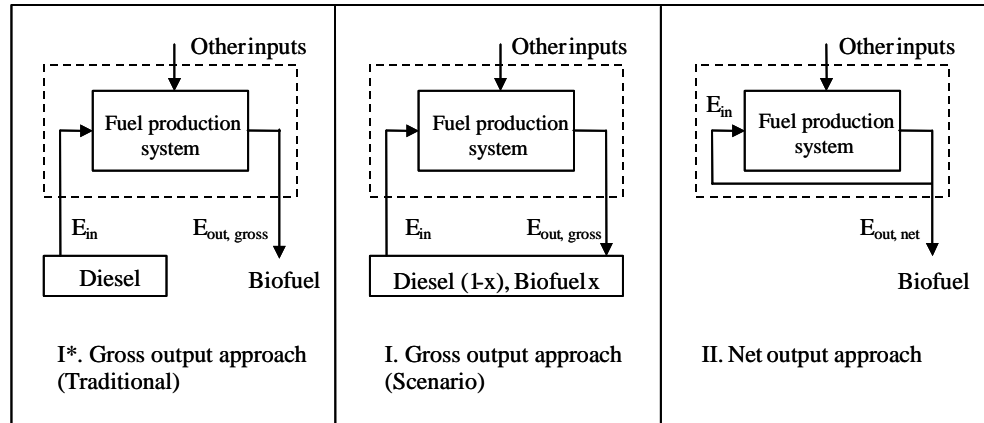 Other inputs
Fuel production
system
E_in
E_out, gross
Diesel
Biofuel
I*. Gross output approach
(Traditional)
Other inputs
Fuel production
system
E_in
E_out, gross
Diesel (1-x), Biofuel x
I. Gross output approach
(Scenario)
Other inputs
E_in
Fuel production
system
E_out, net
Biofuel
II. Net output approach